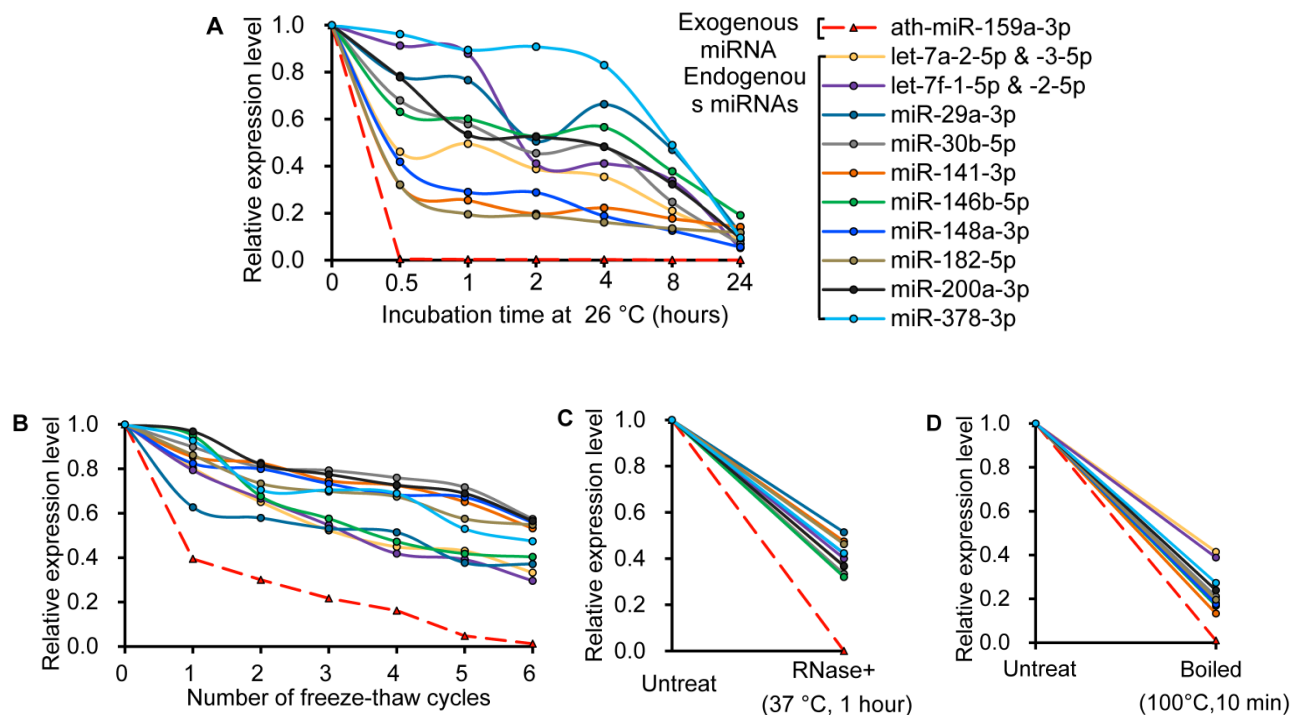 A
Relative expression level
1.0
0.8
0.6
0.4
0.2
0.0
0 0.5 1 2 4 8 24
Incubation time at 26 °C (hours)
Exogenous
miRNA
Endogenou
s miRNAs
ath-miR-159a-3p
let-7a-2-5p & -3-5p
let-7f-1-5p & -2-5p
miR-29a-3p
miR-30b-5p
miR-141-3p
miR-146b-5p
miR-148a-3p
miR-182-5p
miR-200a-3p
miR-378-3p
B
Relative expression level
1.0
0.8
0.6
0.4
0.2
0.0
0 1 2 3 4 5 6
Number of freeze-thaw cycles
C
Relative expression level
1.0
0.8
0.6
0.4
0.2
0.0
Untreat
RNase+
(37 °C, 1 hour)
D
Relative expression level
1.0
0.8
0.6
0.4
0.2
0.0
Untreat
Boiled
(100°C,10 min)